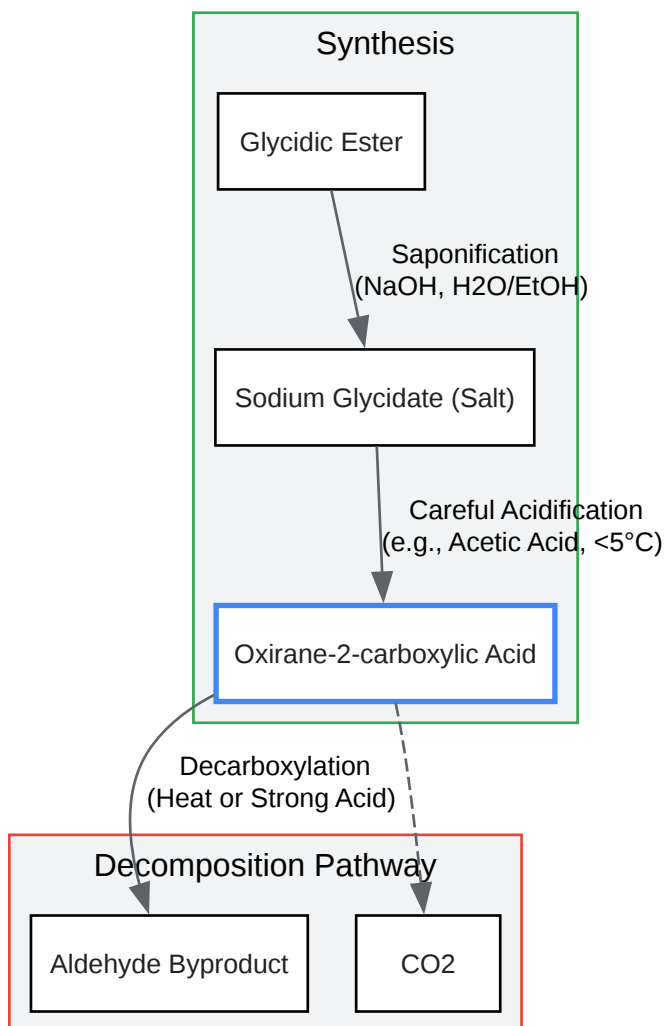 Synthesis
Glycidic Ester
Saponification
(NaOH, H2O/EtOH)
Sodium Glycidate (Salt)
Careful Acidification
(e.g., Acetic Acid, <5°C)
Oxirane-2-carboxylic Acid
Decarboxylation
(Heat or Strong Acid)
Decomposition Pathway
Aldehyde Byproduct
CO2